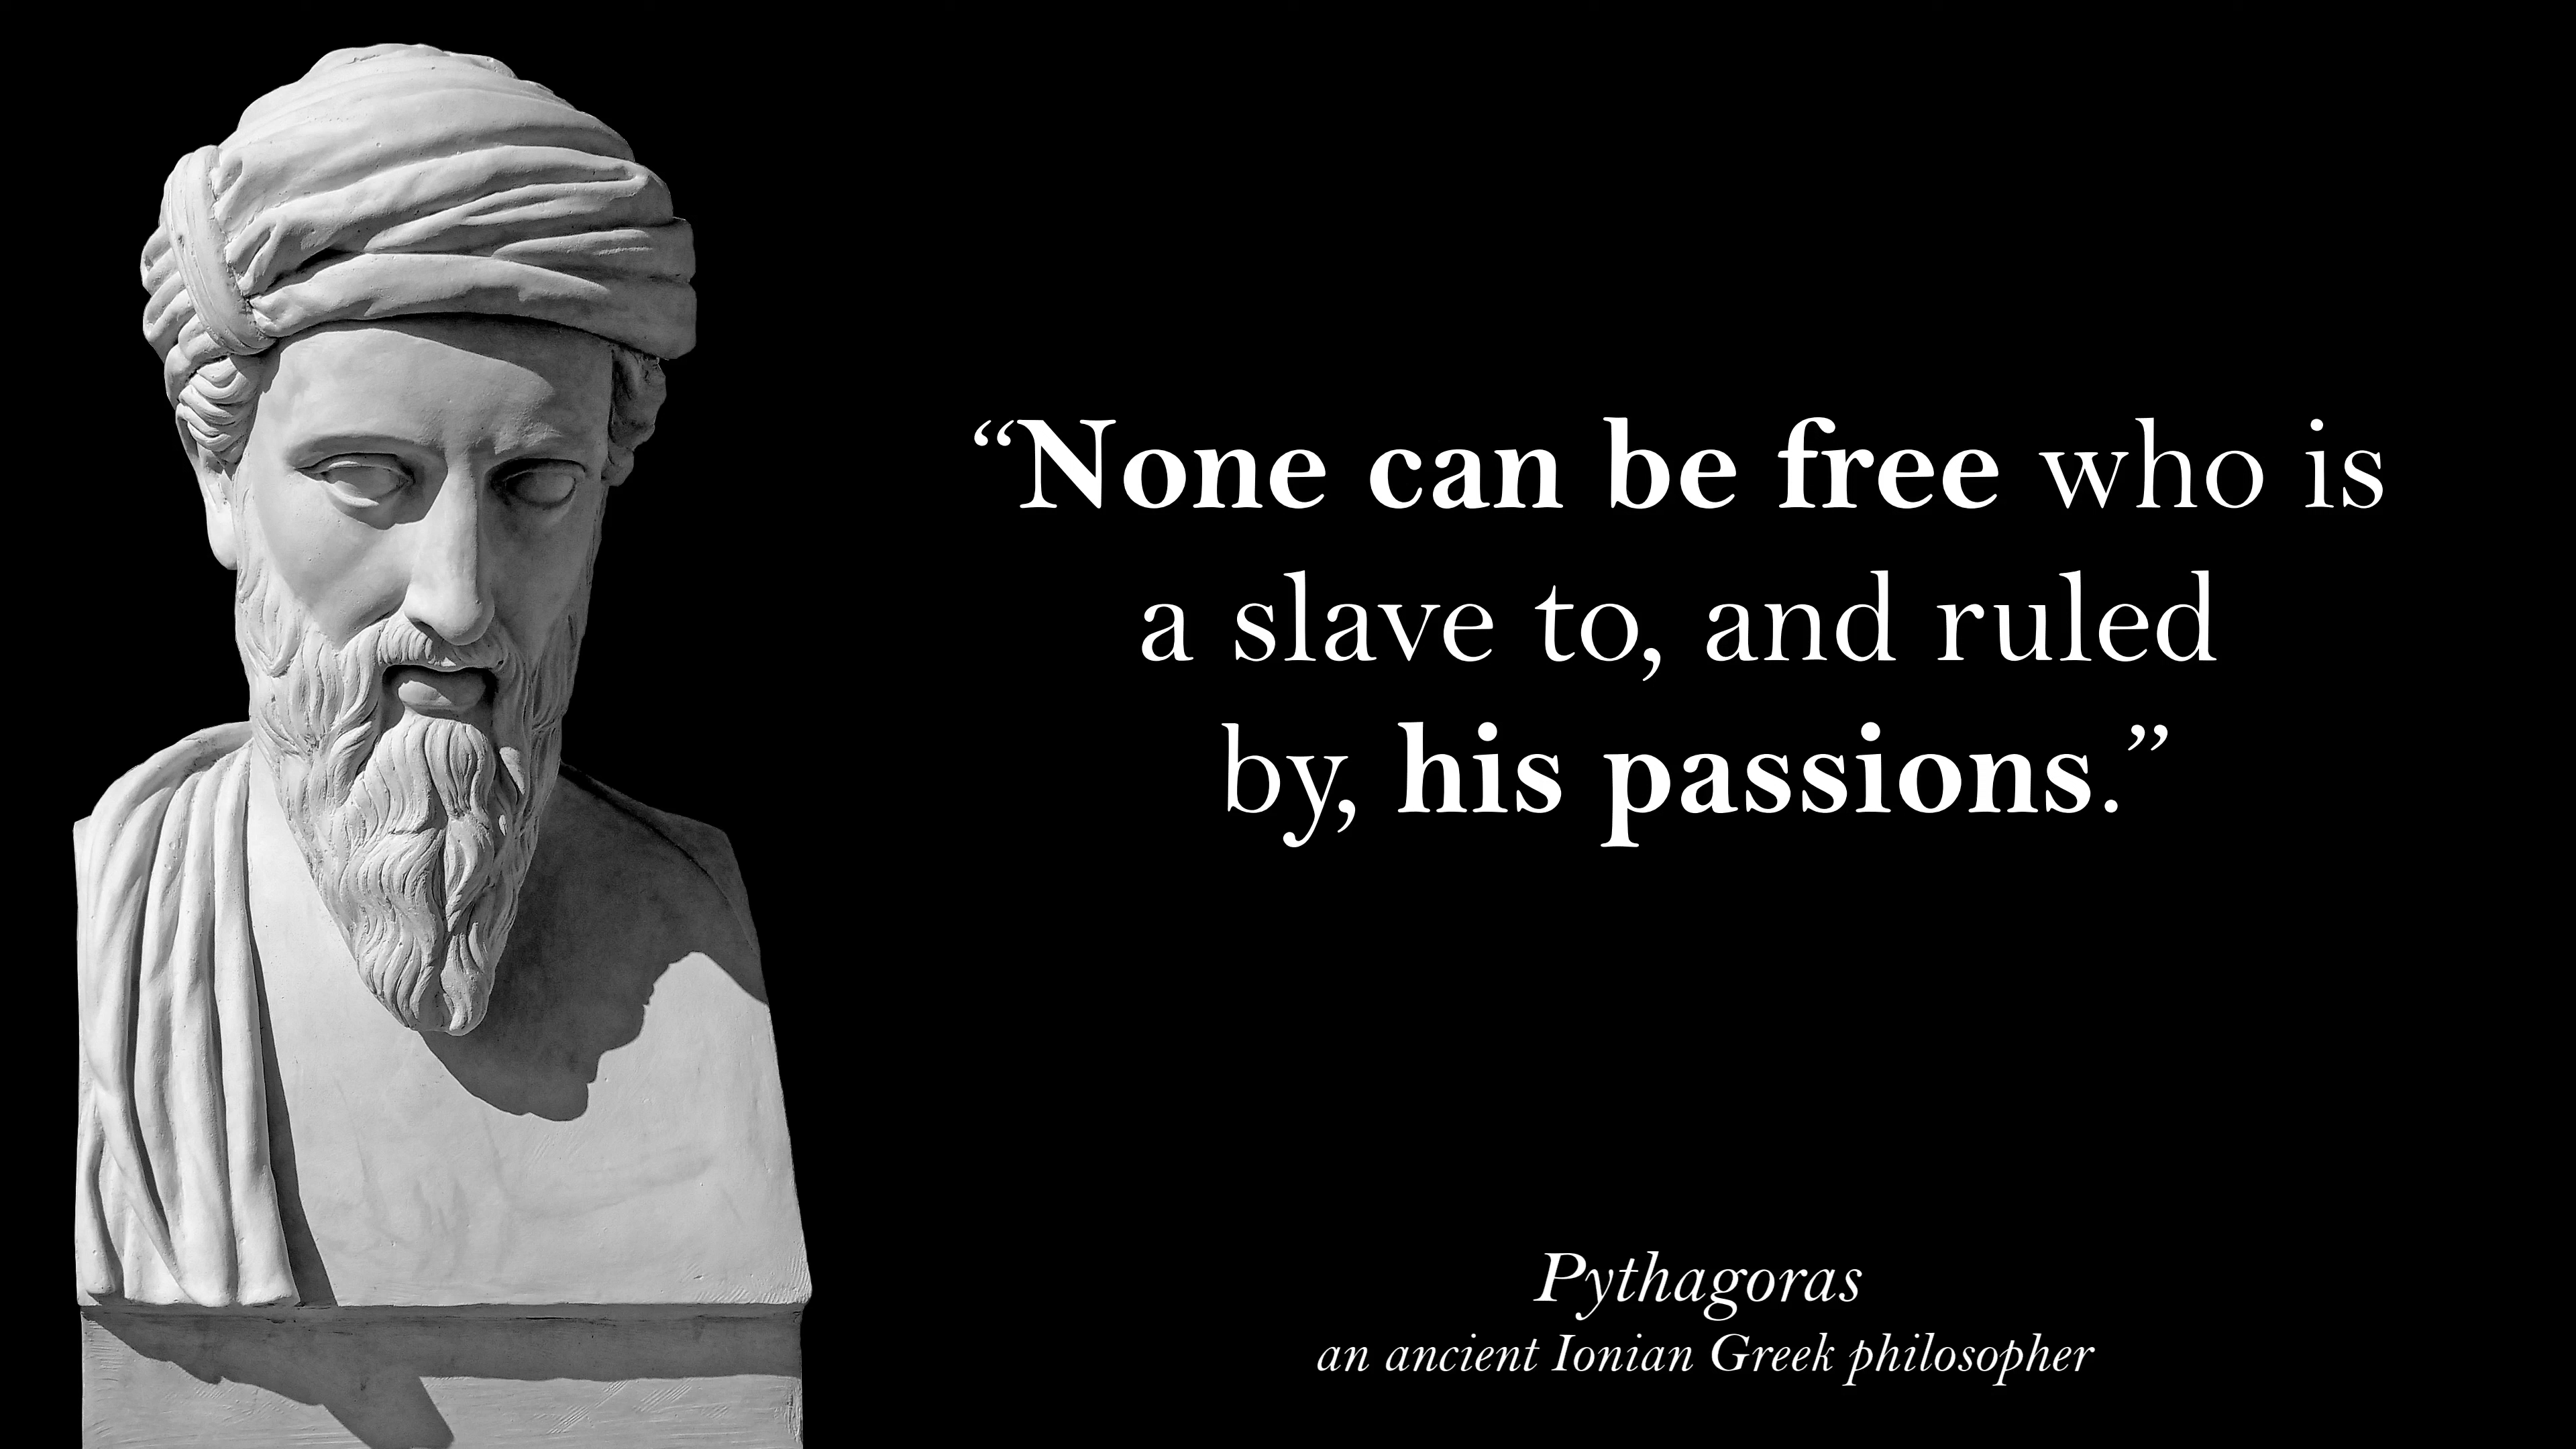 “None can be free who is
a slave to, and ruled
by, his passions.”
Pythagoras
an ancient Ionian Greek philosopher